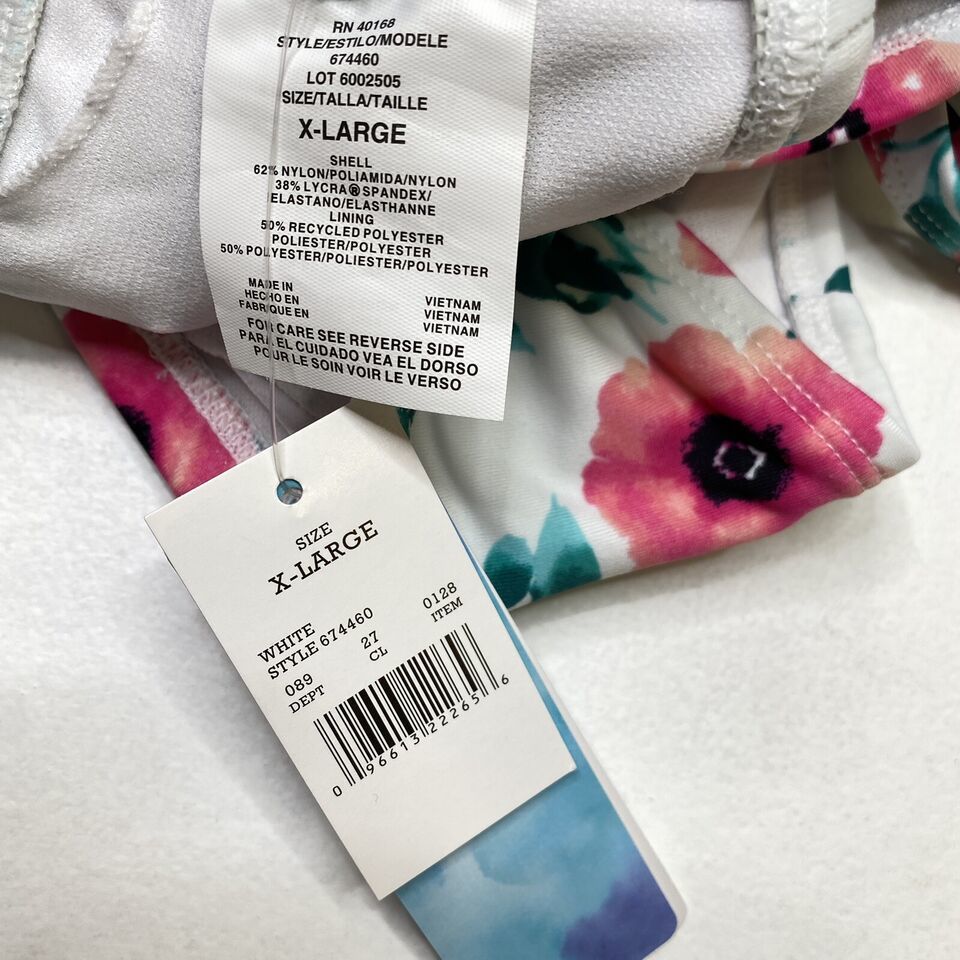 RN 40168
STYLE/ESTILO/MODELE
674460
LOT 6002505
SIZE/TALLA/TAILLE
X-LARGE
SHELL
62% NYLON/POLIAMIDA/NYLON
38% LYCRA®SPANDEX/
ELASTANO/ELASTHANNE
LINING
50% RECYCLED POLYESTER
POLIESTER/POLYESTER
50% POLYESTER/POLIESTER/POLYESTER
MADE IN VIETNAM
HECHO EN VIETNAM
FABRIQUE EN VIETNAM
FOR CARE SEE REVERSE SIDE
PARA EL CUIDADO VEA EL DORSO
POUR LE SOIN VOIR LE VERSO
SIZE
X-LARGE
WHITE
STYLE 674460
089 27 0128
DEPT CL ITEM
0 96613 22265 6